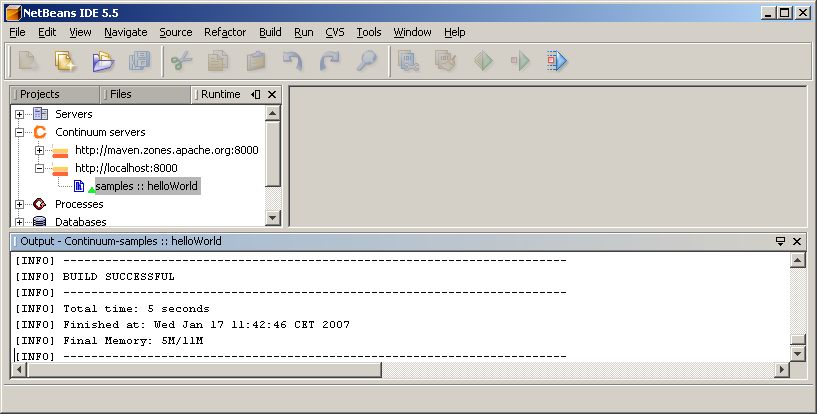 NetBeans IDE 5.5
File Edit View Navigate Source Refactor Build Run CVS Tools Window Help
Projects Files Runtime
Servers
Continuum servers
http://maven.zones.apache.org:8000
http://localhost:8000
samples :: helloWorld
Processes
Databases
Output - Continuum-samples :: helloWorld
[INFO] ---------------------------------------------------------------
[INFO] BUILD SUCCESSFUL
[INFO] ---------------------------------------------------------------
[INFO] Total time: 5 seconds
[INFO] Finished at: Wed Jan 17 11:42:46 CET 2007
[INFO] Final Memory: 5M/11M
[INFO] ---------------------------------------------------------------